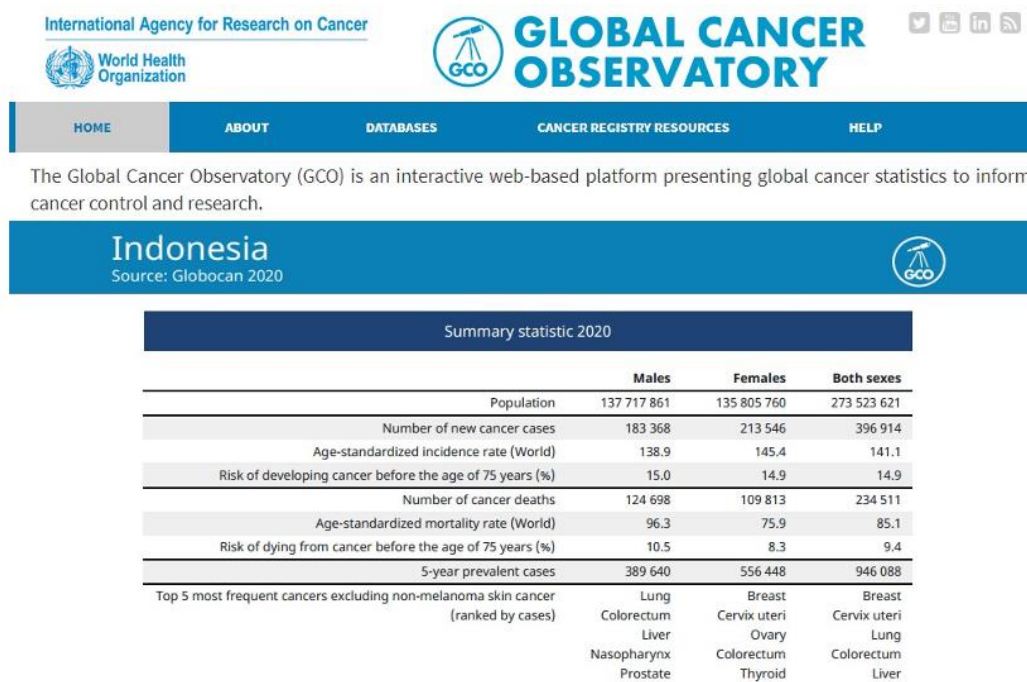 International Agency for Research on Cancer
World Health
Organization
GCO
GLOBAL CANCER
OBSERVATORY
HOME ABOUT DATABASES CANCER REGISTRY RESOURCES HELP
The Global Cancer Observatory (GCO) is an interactive web-based platform presenting global cancer statistics to inform
cancer control and research.
Indonesia
Source: Globocan 2020
GCO
Summary statistic 2020
Males Females Both sexes
Population 137 717 861 135 805 760 273 523 621
Number of new cancer cases 183 368 213 546 396 914
Age-standardized incidence rate (World) 138.9 145.4 141.1
Risk of developing cancer before the age of 75 years (%) 15.0 14.9 14.9
Number of cancer deaths 124 698 109 813 234 511
Age-standardized mortality rate (World) 96.3 75.9 85.1
Risk of dying from cancer before the age of 75 years (%) 10.5 8.3 9.4
5-year prevalent cases 389 640 556 448 946 088
Top 5 most frequent cancers excluding non-melanoma skin cancer Lung Breast Breast
(ranked by cases) Colorectum Cervix uteri Cervix uteri
Liver Ovary Lung
Nasopharynx Colorectum Colorectum
Prostate Thyroid Liver